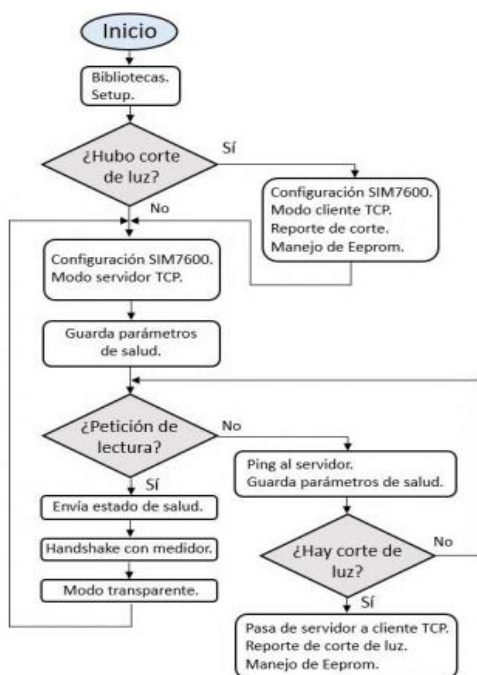 Inicio
Bibliotecas.
Setup.
¿Hubo corte
de luz?
Sí
No
Configuración SIM7600.
Modo cliente TCP.
Reporte de corte.
Manejo de Eeprom.
Configuración SIM7600.
Modo servidor TCP.
Guarda parámetros
de salud.
¿Petición de
lectura?
No
Sí
Ping al servidor.
Guarda parámetros de salud.
Envía estado de salud.
Handshake con medidor.
Modo transparente.
¿Hay corte de
luz?
No
Sí
Pasa de servidor a cliente TCP.
Reporte de corte de luz.
Manejo de Eeprom.